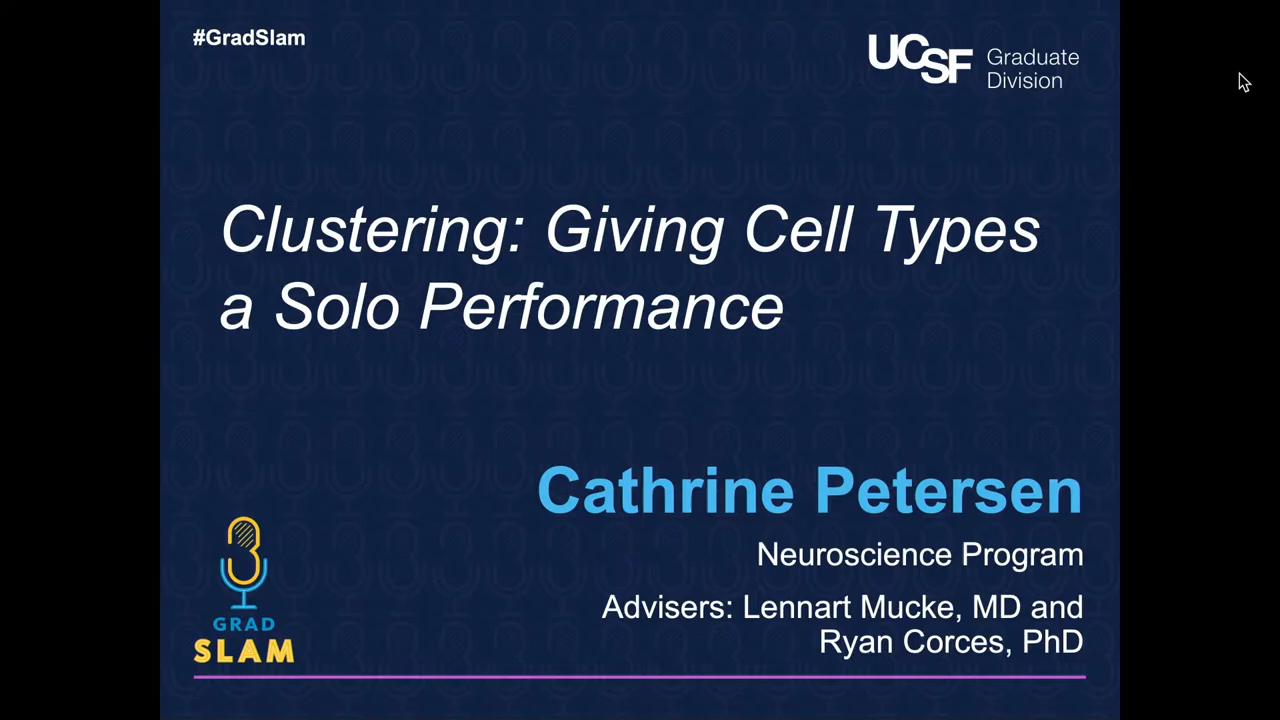 #GradSlam
UCSF Graduate
Division
Clustering: Giving Cell Types
a Solo Performance
Cathrine Petersen
Neuroscience Program
Advisers: Lennart Mucke, MD and
Ryan Corces, PhD
GRAD
SLAM